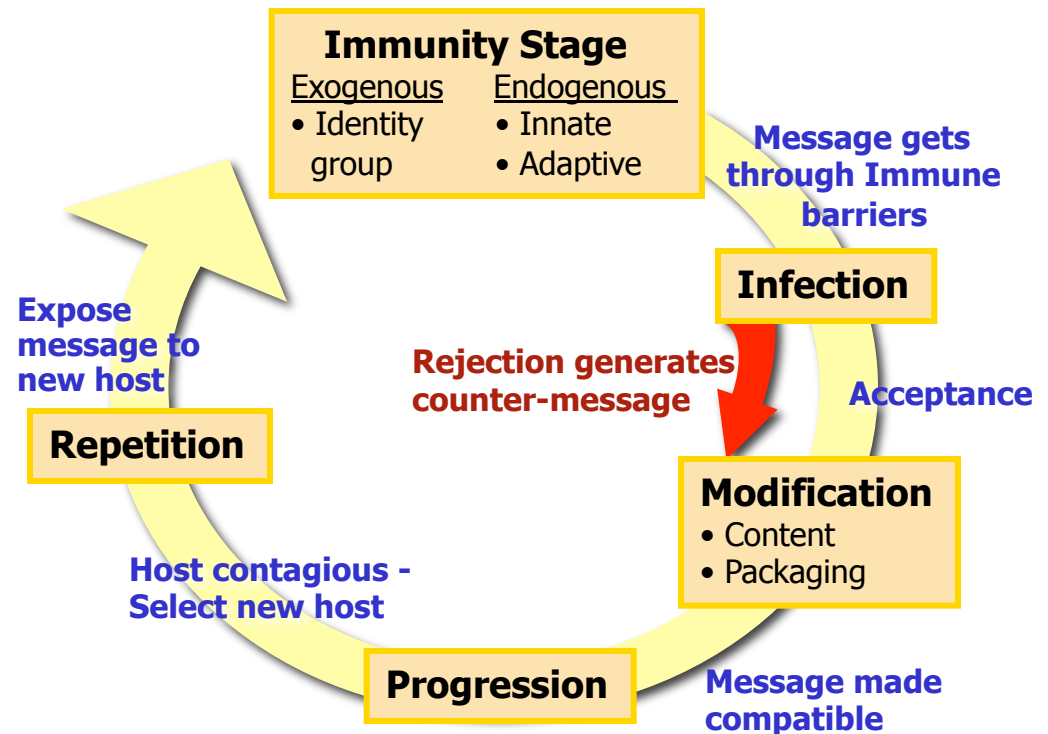 Immunity Stage
Exogenous Endogenous
• Identity • Innate
group • Adaptive
Message gets
through Immune
barriers
Infection
Rejection generates
counter-message
Acceptance
Modification
• Content
• Packaging
Message made
compatible
Progression
Host contagious -
Select new host
Repetition
Expose
message to
new host